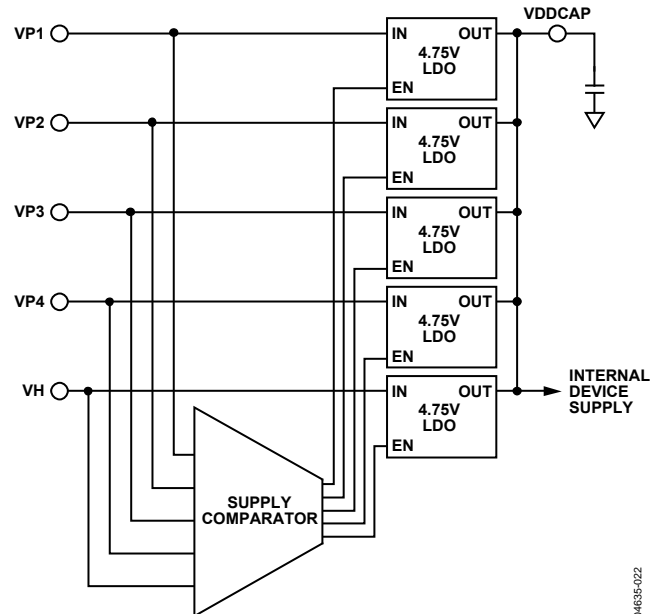 VP1
IN
OUT
4.75V
LDO
EN
VDDCAP
VP2
IN
OUT
4.75V
LDO
EN
VP3
IN
OUT
4.75V
LDO
EN
VP4
IN
OUT
4.75V
LDO
EN
VH
IN
OUT
4.75V
LDO
EN
INTERNAL
DEVICE
SUPPLY
SUPPLY
COMPARATOR